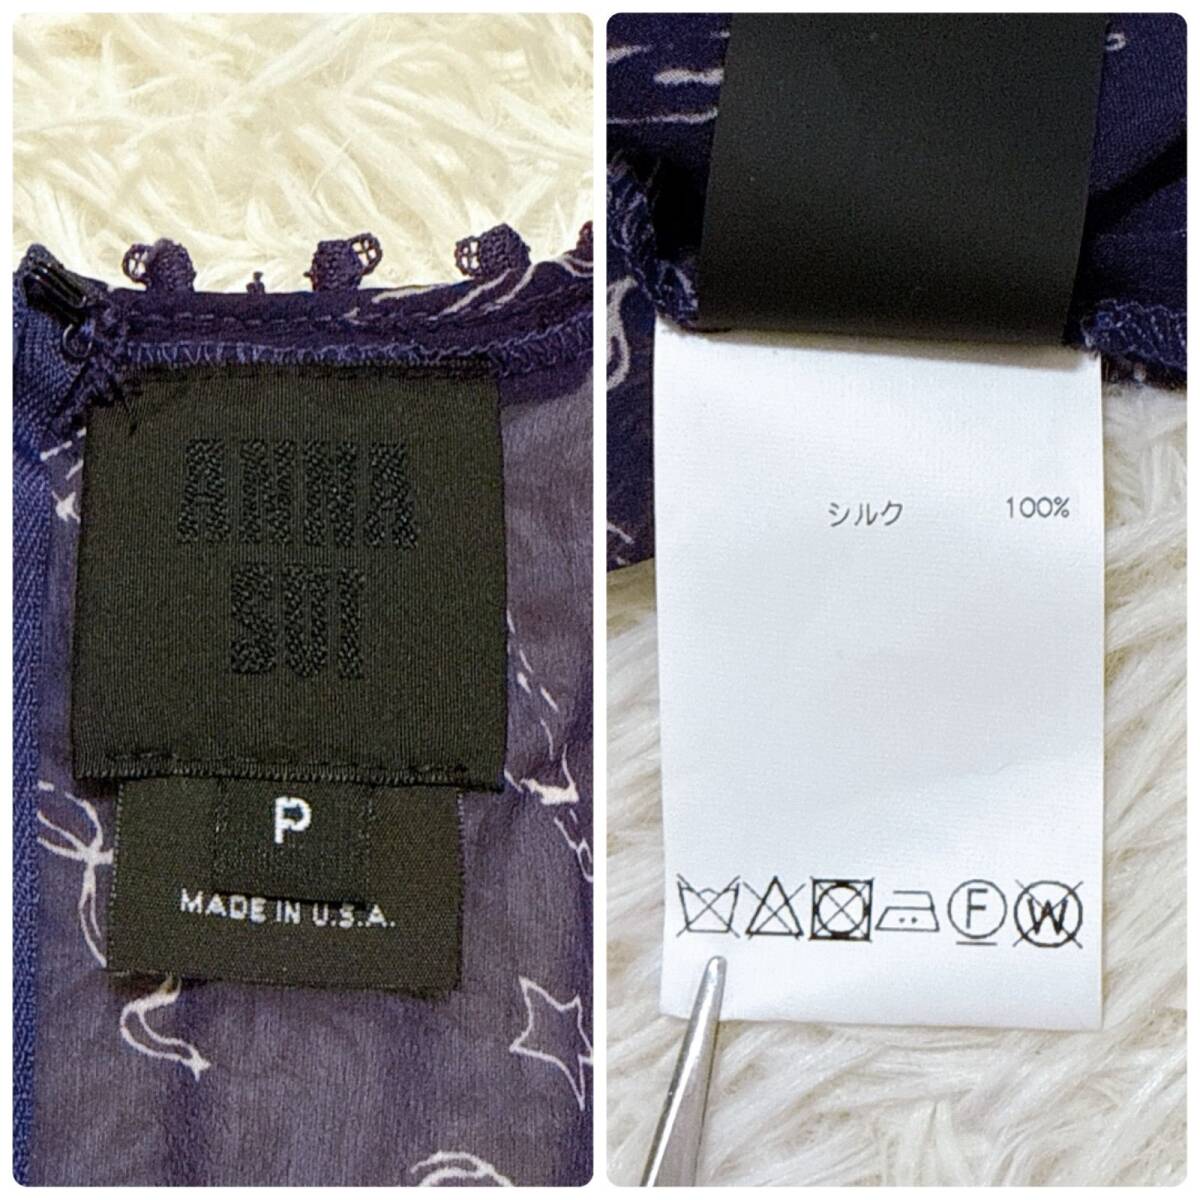 ANNA
SUI
P
MADE IN U.S.A.
シルク 100%
F
W